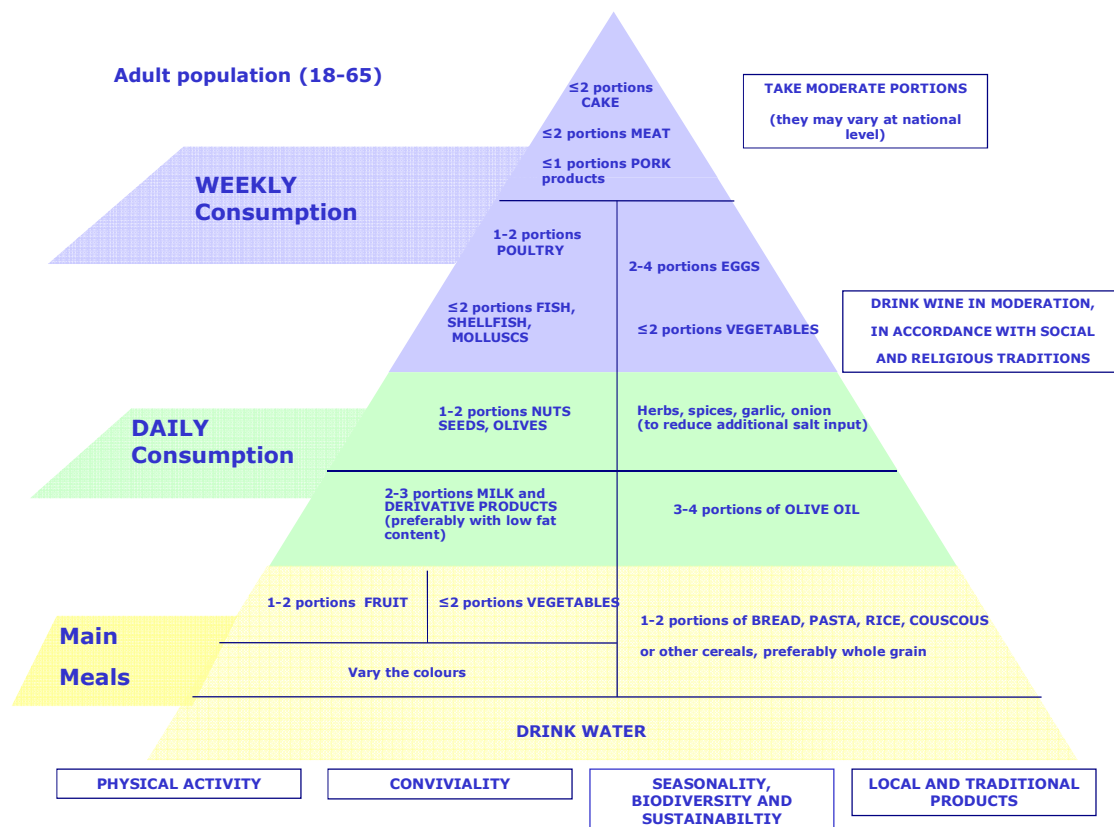 Adult population (18-65)
≤2 portions
CAKE
≤2 portions MEAT
≤1 portions PORK
products
TAKE MODERATE PORTIONS
(they may vary at national
level)
WEEKLY
Consumption
1-2 portions
POULTRY
2-4 portions EGGS
≤2 portions FISH,
SHELLFISH,
MOLLUSCS
≤2 portions VEGETABLES
DRINK WINE IN MODERATION,
IN ACCORDANCE WITH SOCIAL
AND RELIGIOUS TRADITIONS
DAILY
Consumption
1-2 portions NUTS
SEEDS, OLIVES
Herbs, spices, garlic, onion
(to reduce additional salt input)
2-3 portions MILK and
DERIVATIVE PRODUCTS
(preferably with low fat
content)
3-4 portions of OLIVE OIL
Main
Meals
1-2 portions FRUIT
≤2 portions VEGETABLES
1-2 portions of BREAD, PASTA, RICE, COUSCOUS
or other cereals, preferably whole grain
Vary the colours
DRINK WATER
PHYSICAL ACTIVITY
CONVIVIALITY
SEASONALITY,
BIODIVERSITY AND
SUSTAINABILTIY
LOCAL AND TRADITIONAL
PRODUCTS